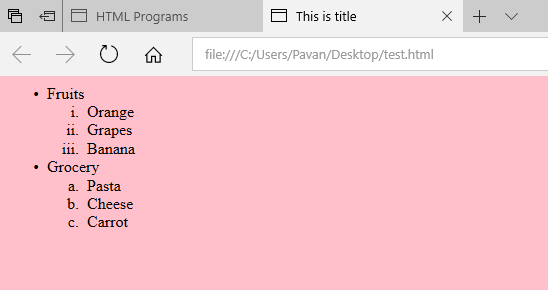 HTML Programs
This is title
file:///C:/Users/Pavan/Desktop/test.html
• Fruits
i. Orange
ii. Grapes
iii. Banana
• Grocery
a. Pasta
b. Cheese
c. Carrot